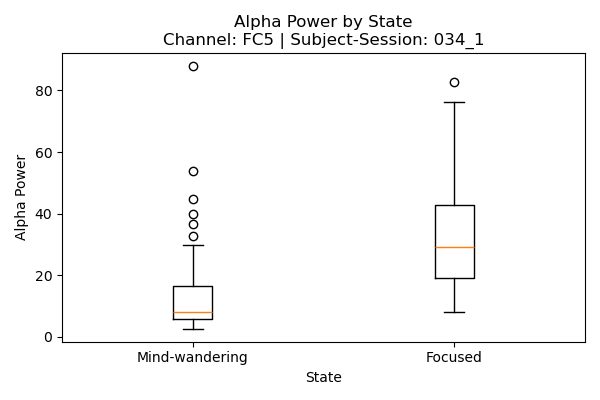 Alpha Power by State
Channel: FC5 | Subject-Session: 034_1
Alpha Power
80
60
40
20
0
Mind-wandering
Focused
State